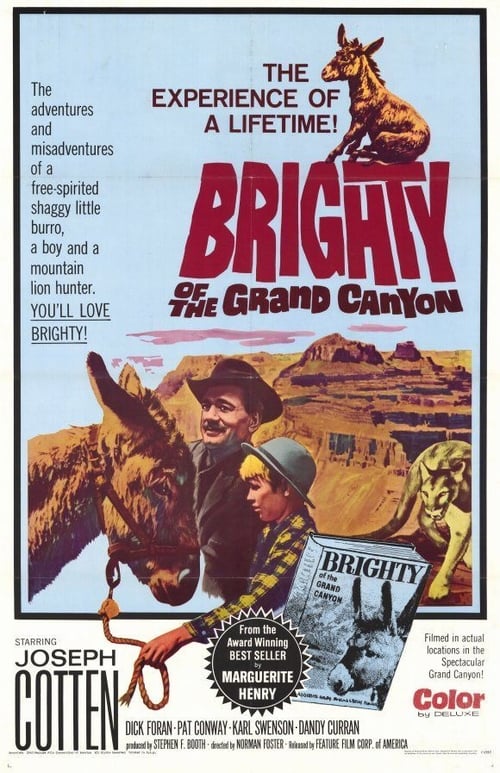 THE
EXPERIENCE OF
A LIFETIME!
The
adventures
and
misadventures
of a
free-spirited
shaggy little
burro,
a boy and a
mountain
lion hunter.
YOU'LL LOVE
BRIGHTY!
BRIGHTY
OF THE GRAND CANYON
BRIGHTY
of the
GRAND
CANYON
From the
Award Winning
BEST SELLER
by
MARGUERITE
HENRY
STARRING
JOSEPH
COTTEN
Filmed in actual
locations in the
Spectacular
Grand Canyon!
Color
by DELUXE
DICK FORAN · PAT CONWAY · KARL SWENSON · DANDY CURRAN
produced by STEPHEN F. BOOTH · directed by NORMAN FOSTER · Released by FEATURE FILM CORP. of AMERICA